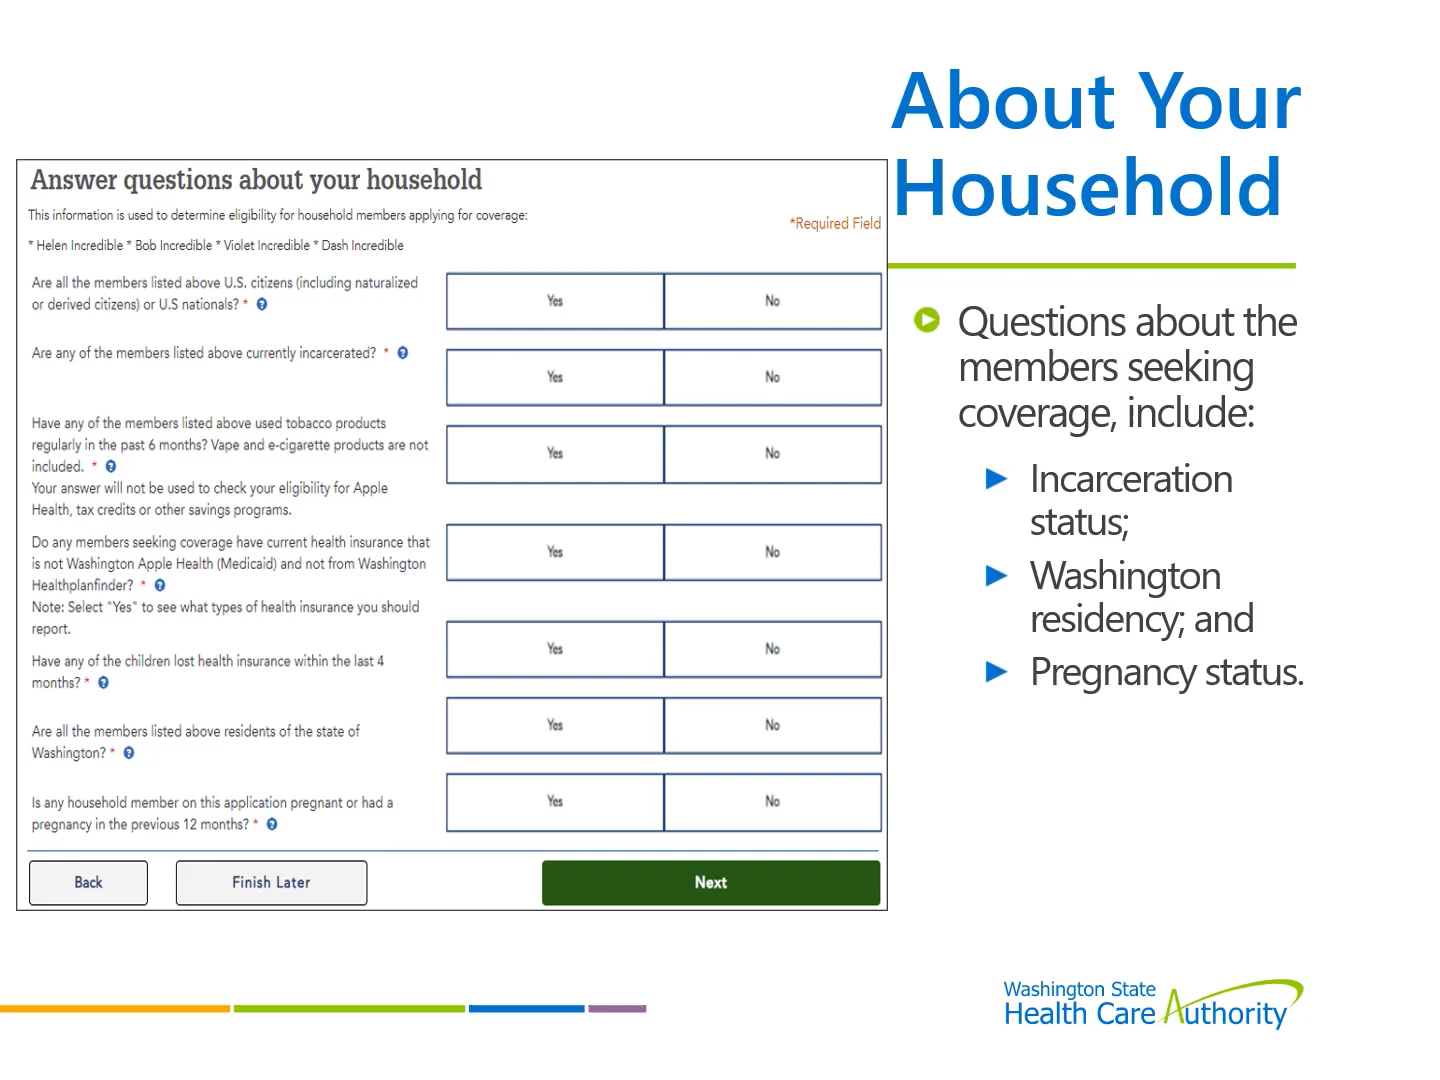 About Your
Household
Answer questions about your household
This information is used to determine eligibility for household members applying for coverage:
*Required Field
* Helen Incredible * Bob Incredible * Violet Incredible * Dash Incredible
Are all the members listed above U.S. citizens (including naturalized
or derived citizens) or U.S nationals? *
Yes
No
Are any of the members listed above currently incarcerated? *
Yes
No
Have any of the members listed above used tobacco products
regularly in the past 6 months? Vape and e-cigarette products are not
included. *
Your answer will not be used to check your eligibility for Apple
Health, tax credits or other savings programs.
Yes
No
Do any members seeking coverage have current health insurance that
is not Washington Apple Health (Medicaid) and not from Washington
Healthplanfinder? *
Note: Select "Yes" to see what types of health insurance you should
report.
Yes
No
Have any of the children lost health insurance within the last 4
months? *
Yes
No
Are all the members listed above residents of the state of
Washington? *
Yes
No
Is any household member on this application pregnant or had a
pregnancy in the previous 12 months? *
Yes
No
Back
Finish Later
Next
Questions about the
members seeking
coverage, include:
Incarceration
status;
Washington
residency; and
Pregnancy status.
Washington State
Health Care Authority